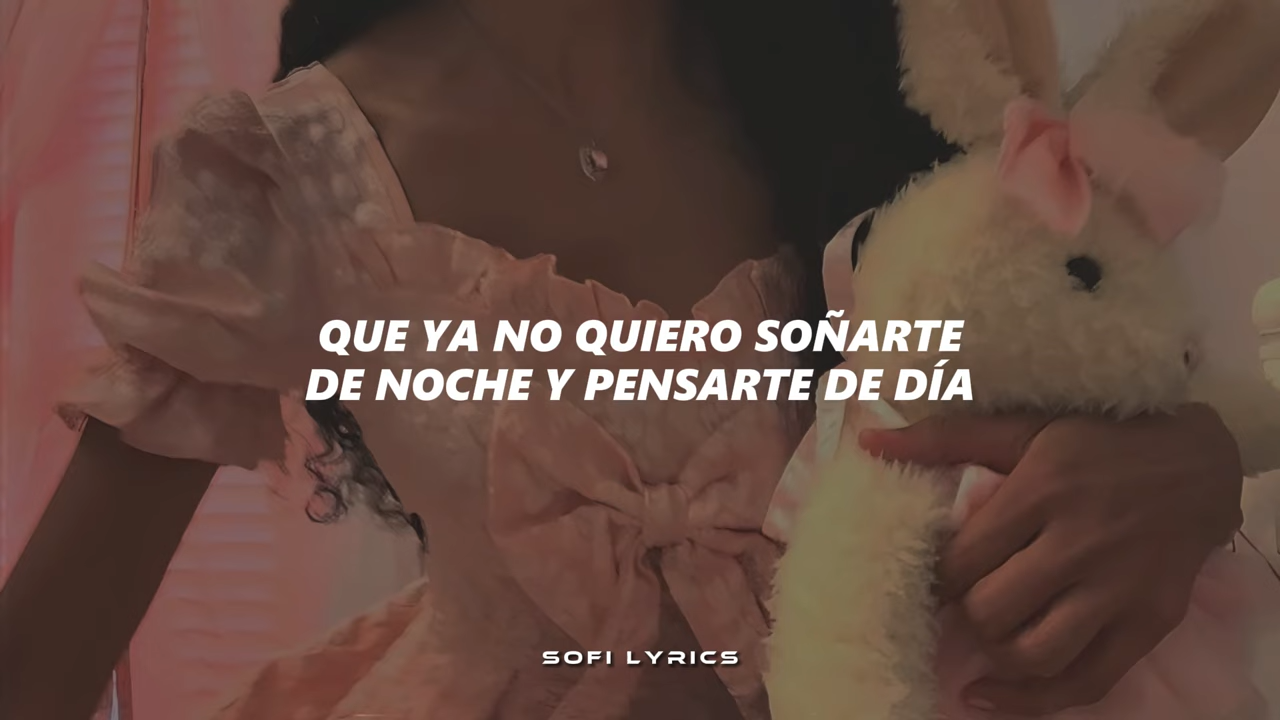 QUE YA NO QUIERO SOÑARTE
DE NOCHE Y PENSARTE DE DÍA
SOFI LYRICS